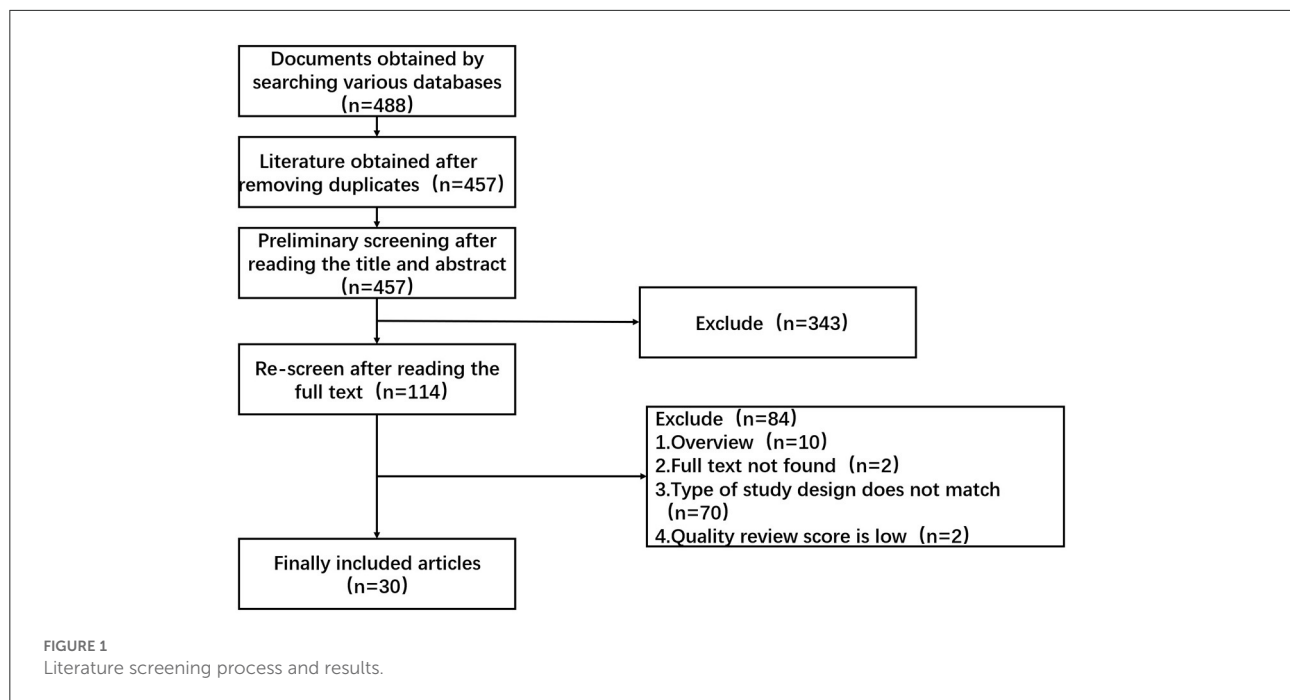 Documents obtained by
searching various databases
(n=488)
Literature obtained after
removing duplicates (n=457)
Preliminary screening after
reading the title and abstract
(n=457)
Exclude (n=343)
Re-screen after reading the
full text (n=114)
Exclude (n=84)
1.Overview (n=10)
2.Full text not found (n=2)
3.Type of study design does not match
(n=70)
4.Quality review score is low (n=2)
Finally included articles
(n=30)
FIGURE 1
Literature screening process and results.